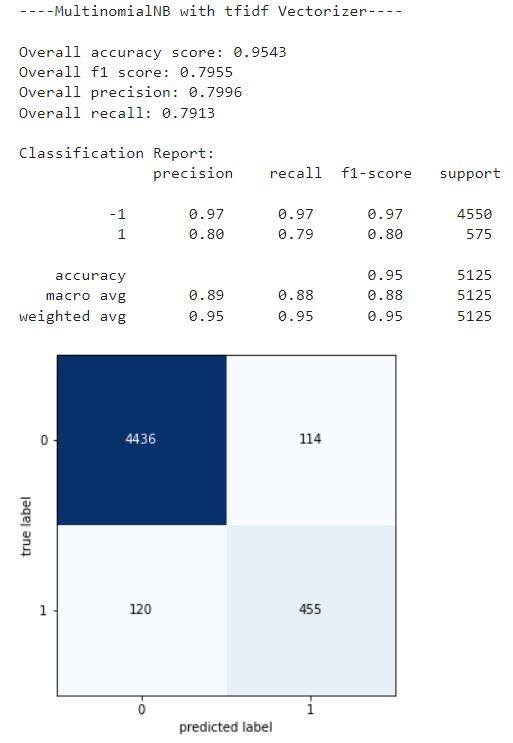 ----MultinomialNB with tfidf Vectorizer----
Overall accuracy score: 0.9543
Overall f1 score: 0.7955
Overall precision: 0.7996
Overall recall: 0.7913
Classification Report:
precision recall f1-score support
-1 0.97 0.97 0.97 4550
1 0.80 0.79 0.80 575
accuracy 0.95 5125
macro avg 0.89 0.88 0.88 5125
weighted avg 0.95 0.95 0.95 5125
0 4436 114
true label
1 120 455
0 1
predicted label